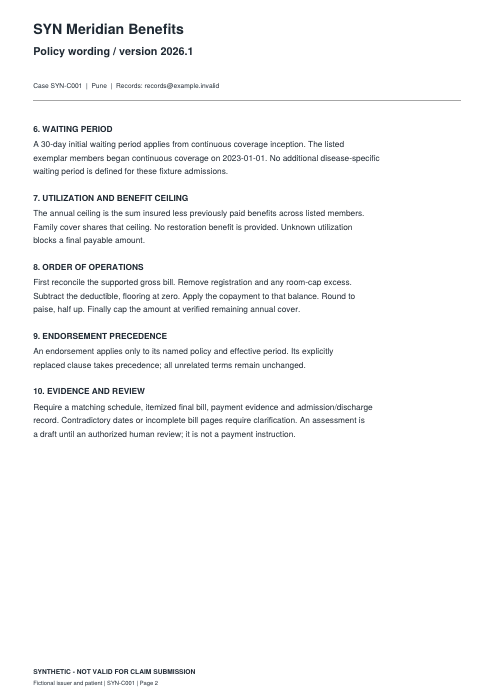 SYN Meridian Benefits
Policy wording / version 2026.1
Case SYN-C001 | Pune | Records: records@example.invalid
6. WAITING PERIOD
A 30-day initial waiting period applies from continuous coverage inception. The listed
exemplar members began continuous coverage on 2023-01-01. No additional disease-specific
waiting period is defined for these fixture admissions.
7. UTILIZATION AND BENEFIT CEILING
The annual ceiling is the sum insured less previously paid benefits across listed members.
Family cover shares that ceiling. No restoration benefit is provided. Unknown utilization
blocks a final payable amount.
8. ORDER OF OPERATIONS
First reconcile the supported gross bill. Remove registration and any room-cap excess.
Subtract the deductible, flooring at zero. Apply the copayment to that balance. Round to
paise, half up. Finally cap the amount at verified remaining annual cover.
9. ENDORSEMENT PRECEDENCE
An endorsement applies only to its named policy and effective period. Its explicitly
replaced clause takes precedence; all unrelated terms remain unchanged.
10. EVIDENCE AND REVIEW
Require a matching schedule, itemized final bill, payment evidence and admission/discharge
record. Contradictory dates or incomplete bill pages require clarification. An assessment is
a draft until an authorized human review; it is not a payment instruction.
SYNTHETIC - NOT VALID FOR CLAIM SUBMISSION
Fictional issuer and patient | SYN-C001 | Page 2